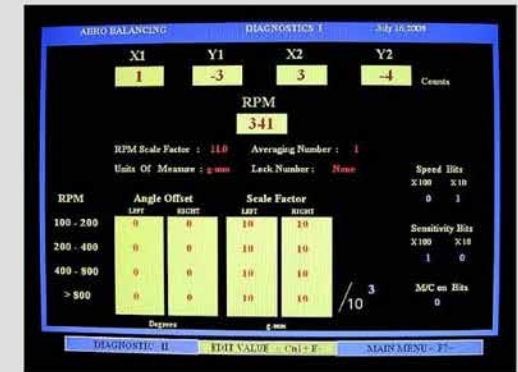 AERO BALANCING DIAGNOSTICS I July 16,2008
X1 Y1 X2 Y2
1 -3 3 -4 Counts
RPM
341
RPM Scale Factor : 11.0 Averaging Number : 1
Units Of Measure : g-mm Lock Number : None
Speed Bits
X100 X10
0 1
RPM Angle Offset Scale Factor
LEFT RIGHT LEFT RIGHT
100 - 200 0 0 10 10
Sensitivity Bits
200 - 400 0 0 10 10
X100 X10
1 0
400 - 800 0 0 10 10
M/C on Bits
> 800 0 0 10 10
/10 3
0
Degrees g-mm
DIAGNOSTIC - II EDIT VALUE - Cnl+E- MAIN MENU - F7-